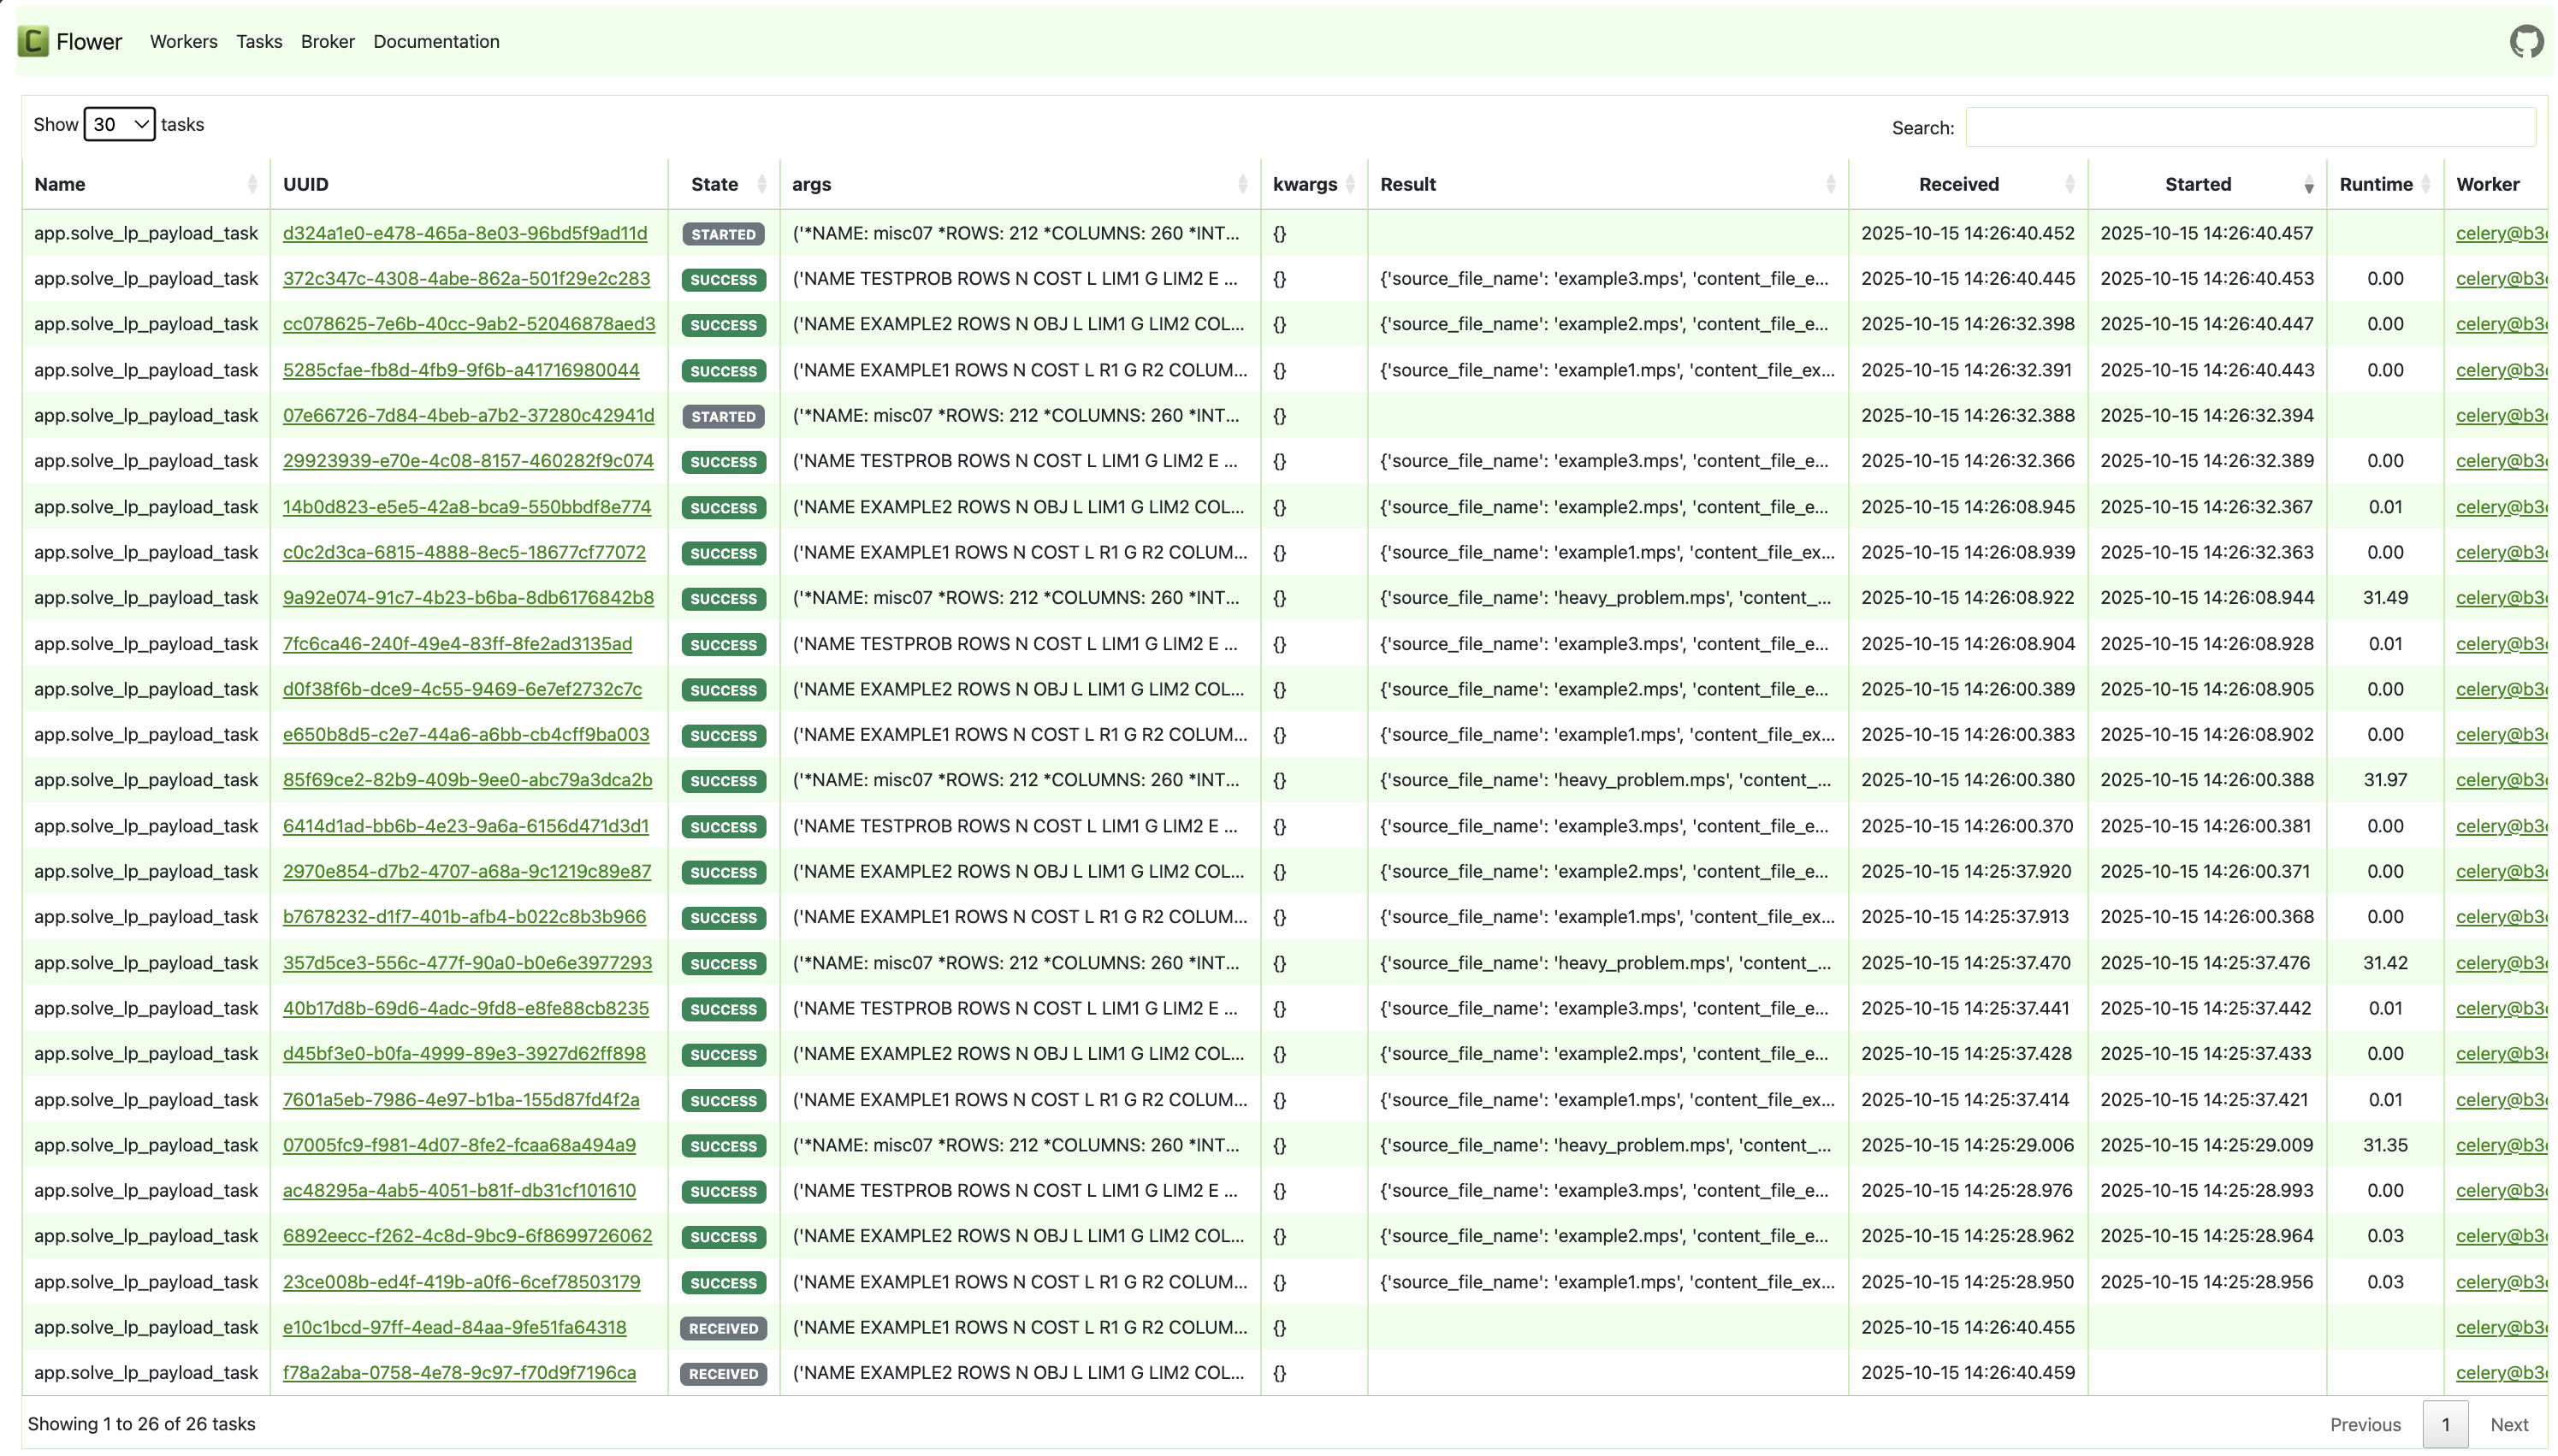 Flower Workers Tasks Broker Documentation
Show 30 tasks Search:
Name UUID State args kwargs Result Received Started Runtime Worker
app.solve_lp_payload_task d324a1e0-e478-465a-8e03-96bd5f9ad11d STARTED ('*NAME: misc07 *ROWS: 212 *COLUMNS: 260 *INT... {} 2025-10-15 14:26:40.452 2025-10-15 14:26:40.457 celery@b3
app.solve_lp_payload_task 372c347c-4308-4abe-862a-501f29e2c283 SUCCESS ('NAME TESTPROB ROWS N COST L LIM1 G LIM2 E ... {} {'source_file_name': 'example3.mps', 'content_file_e... 2025-10-15 14:26:40.445 2025-10-15 14:26:40.453 0.00 celery@b3
app.solve_lp_payload_task cc078625-7e6b-40cc-9ab2-52046878aed3 SUCCESS ('NAME EXAMPLE2 ROWS N OBJ L LIM1 G LIM2 COL... {} {'source_file_name': 'example2.mps', 'content_file_e... 2025-10-15 14:26:32.398 2025-10-15 14:26:40.447 0.00 celery@b3
app.solve_lp_payload_task 5285cfae-fb8d-4fb9-9f6b-a41716980044 SUCCESS ('NAME EXAMPLE1 ROWS N COST L R1 G R2 COLUM... {} {'source_file_name': 'example1.mps', 'content_file_ex... 2025-10-15 14:26:32.391 2025-10-15 14:26:40.443 0.00 celery@b3
app.solve_lp_payload_task 07e66726-7d84-4beb-a7b2-37280c42941d STARTED ('*NAME: misc07 *ROWS: 212 *COLUMNS: 260 *INT... {} 2025-10-15 14:26:32.388 2025-10-15 14:26:32.394 celery@b3
app.solve_lp_payload_task 29923939-e70e-4c08-8157-460282f9c074 SUCCESS ('NAME TESTPROB ROWS N COST L LIM1 G LIM2 E ... {} {'source_file_name': 'example3.mps', 'content_file_e... 2025-10-15 14:26:32.366 2025-10-15 14:26:32.389 0.00 celery@b3
app.solve_lp_payload_task 14b0d823-e5e5-42a8-bca9-550bbdf8e774 SUCCESS ('NAME EXAMPLE2 ROWS N OBJ L LIM1 G LIM2 COL... {} {'source_file_name': 'example2.mps', 'content_file_e... 2025-10-15 14:26:08.945 2025-10-15 14:26:32.367 0.01 celery@b3
app.solve_lp_payload_task c0c2d3ca-6815-4888-8ec5-18677cf77072 SUCCESS ('NAME EXAMPLE1 ROWS N COST L R1 G R2 COLUM... {} {'source_file_name': 'example1.mps', 'content_file_ex... 2025-10-15 14:26:08.939 2025-10-15 14:26:32.363 0.00 celery@b3
app.solve_lp_payload_task 9a92e074-91c7-4b23-b6ba-8db6176842b8 SUCCESS ('*NAME: misc07 *ROWS: 212 *COLUMNS: 260 *INT... {} {'source_file_name': 'heavy_problem.mps', 'content_... 2025-10-15 14:26:08.922 2025-10-15 14:26:08.944 31.49 celery@b3
app.solve_lp_payload_task 7fc6ca46-240f-49e4-83ff-8fe2ad3135ad SUCCESS ('NAME TESTPROB ROWS N COST L LIM1 G LIM2 E ... {} {'source_file_name': 'example3.mps', 'content_file_e... 2025-10-15 14:26:08.904 2025-10-15 14:26:08.928 0.01 celery@b3
app.solve_lp_payload_task d0f38f6b-dce9-4c55-9469-6e7ef2732c7c SUCCESS ('NAME EXAMPLE2 ROWS N OBJ L LIM1 G LIM2 COL... {} {'source_file_name': 'example2.mps', 'content_file_e... 2025-10-15 14:26:00.389 2025-10-15 14:26:08.905 0.00 celery@b3
app.solve_lp_payload_task e650b8d5-c2e7-44a6-a6bb-cb4cff9ba003 SUCCESS ('NAME EXAMPLE1 ROWS N COST L R1 G R2 COLUM... {} {'source_file_name': 'example1.mps', 'content_file_ex... 2025-10-15 14:26:00.383 2025-10-15 14:26:08.902 0.00 celery@b3
app.solve_lp_payload_task 85f69ce2-82b9-409b-9ee0-abc79a3dca2b SUCCESS ('*NAME: misc07 *ROWS: 212 *COLUMNS: 260 *INT... {} {'source_file_name': 'heavy_problem.mps', 'content_... 2025-10-15 14:26:00.380 2025-10-15 14:26:00.388 31.97 celery@b3
app.solve_lp_payload_task 6414d1ad-bb6b-4e23-9a6a-6156d471d3d1 SUCCESS ('NAME TESTPROB ROWS N COST L LIM1 G LIM2 E ... {} {'source_file_name': 'example3.mps', 'content_file_e... 2025-10-15 14:26:00.370 2025-10-15 14:26:00.381 0.00 celery@b3
app.solve_lp_payload_task 2970e854-d7b2-4707-a68a-9c1219c89e87 SUCCESS ('NAME EXAMPLE2 ROWS N OBJ L LIM1 G LIM2 COL... {} {'source_file_name': 'example2.mps', 'content_file_e... 2025-10-15 14:25:37.920 2025-10-15 14:26:00.371 0.00 celery@b3
app.solve_lp_payload_task b7678232-d1f7-401b-afb4-b022c8b3b966 SUCCESS ('NAME EXAMPLE1 ROWS N COST L R1 G R2 COLUM... {} {'source_file_name': 'example1.mps', 'content_file_ex... 2025-10-15 14:25:37.913 2025-10-15 14:26:00.368 0.00 celery@b3
app.solve_lp_payload_task 357d5ce3-556c-477f-90a0-b0e6e3977293 SUCCESS ('*NAME: misc07 *ROWS: 212 *COLUMNS: 260 *INT... {} {'source_file_name': 'heavy_problem.mps', 'content_... 2025-10-15 14:25:37.470 2025-10-15 14:25:37.476 31.42 celery@b3
app.solve_lp_payload_task 40b17d8b-69d6-4adc-9fd8-e8fe88cb8235 SUCCESS ('NAME TESTPROB ROWS N COST L LIM1 G LIM2 E ... {} {'source_file_name': 'example3.mps', 'content_file_e... 2025-10-15 14:25:37.441 2025-10-15 14:25:37.442 0.01 celery@b3
app.solve_lp_payload_task d45bf3e0-b0fa-4999-89e3-3927d62ff898 SUCCESS ('NAME EXAMPLE2 ROWS N OBJ L LIM1 G LIM2 COL... {} {'source_file_name': 'example2.mps', 'content_file_e... 2025-10-15 14:25:37.428 2025-10-15 14:25:37.433 0.00 celery@b3
app.solve_lp_payload_task 7601a5eb-7986-4e97-b1ba-155d87fd4f2a SUCCESS ('NAME EXAMPLE1 ROWS N COST L R1 G R2 COLUM... {} {'source_file_name': 'example1.mps', 'content_file_ex... 2025-10-15 14:25:37.414 2025-10-15 14:25:37.421 0.01 celery@b3
app.solve_lp_payload_task 07005fc9-f981-4d07-8fe2-fcaa68a494a9 SUCCESS ('*NAME: misc07 *ROWS: 212 *COLUMNS: 260 *INT... {} {'source_file_name': 'heavy_problem.mps', 'content_... 2025-10-15 14:25:29.006 2025-10-15 14:25:29.009 31.35 celery@b3
app.solve_lp_payload_task ac48295a-4ab5-4051-b81f-db31cf101610 SUCCESS ('NAME TESTPROB ROWS N COST L LIM1 G LIM2 E ... {} {'source_file_name': 'example3.mps', 'content_file_e... 2025-10-15 14:25:28.976 2025-10-15 14:25:28.993 0.00 celery@b3
app.solve_lp_payload_task 6892eecc-f262-4c8d-9bc9-6f8699726062 SUCCESS ('NAME EXAMPLE2 ROWS N OBJ L LIM1 G LIM2 COL... {} {'source_file_name': 'example2.mps', 'content_file_e... 2025-10-15 14:25:28.962 2025-10-15 14:25:28.964 0.03 celery@b3
app.solve_lp_payload_task 23ce008b-ed4f-419b-a0f6-6cef78503179 SUCCESS ('NAME EXAMPLE1 ROWS N COST L R1 G R2 COLUM... {} {'source_file_name': 'example1.mps', 'content_file_ex... 2025-10-15 14:25:28.950 2025-10-15 14:25:28.956 0.03 celery@b3
app.solve_lp_payload_task e10c1bcd-97ff-4ead-84aa-9fe51fa64318 RECEIVED ('NAME EXAMPLE1 ROWS N COST L R1 G R2 COLUM... {} 2025-10-15 14:26:40.455 celery@b3
app.solve_lp_payload_task f78a2aba-0758-4e78-9c97-f70d9f7196ca RECEIVED ('NAME EXAMPLE2 ROWS N OBJ L LIM1 G LIM2 COL... {} 2025-10-15 14:26:40.459 celery@b3
Showing 1 to 26 of 26 tasks Previous 1 Next